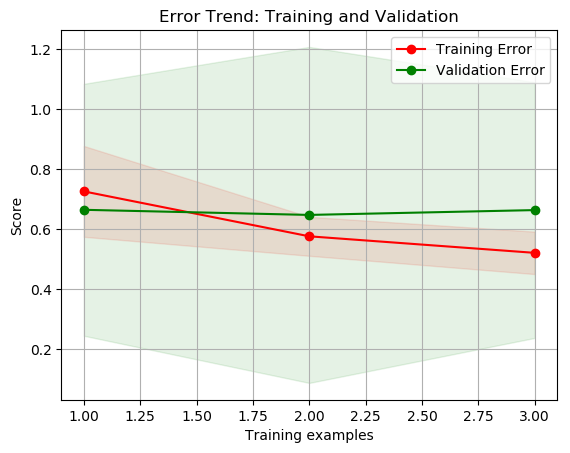 Error Trend: Training and Validation
Training Error
Validation Error
Score
1.2
1.0
0.8
0.6
0.4
0.2
1.00 1.25 1.50 1.75 2.00 2.25 2.50 2.75 3.00
Training examples